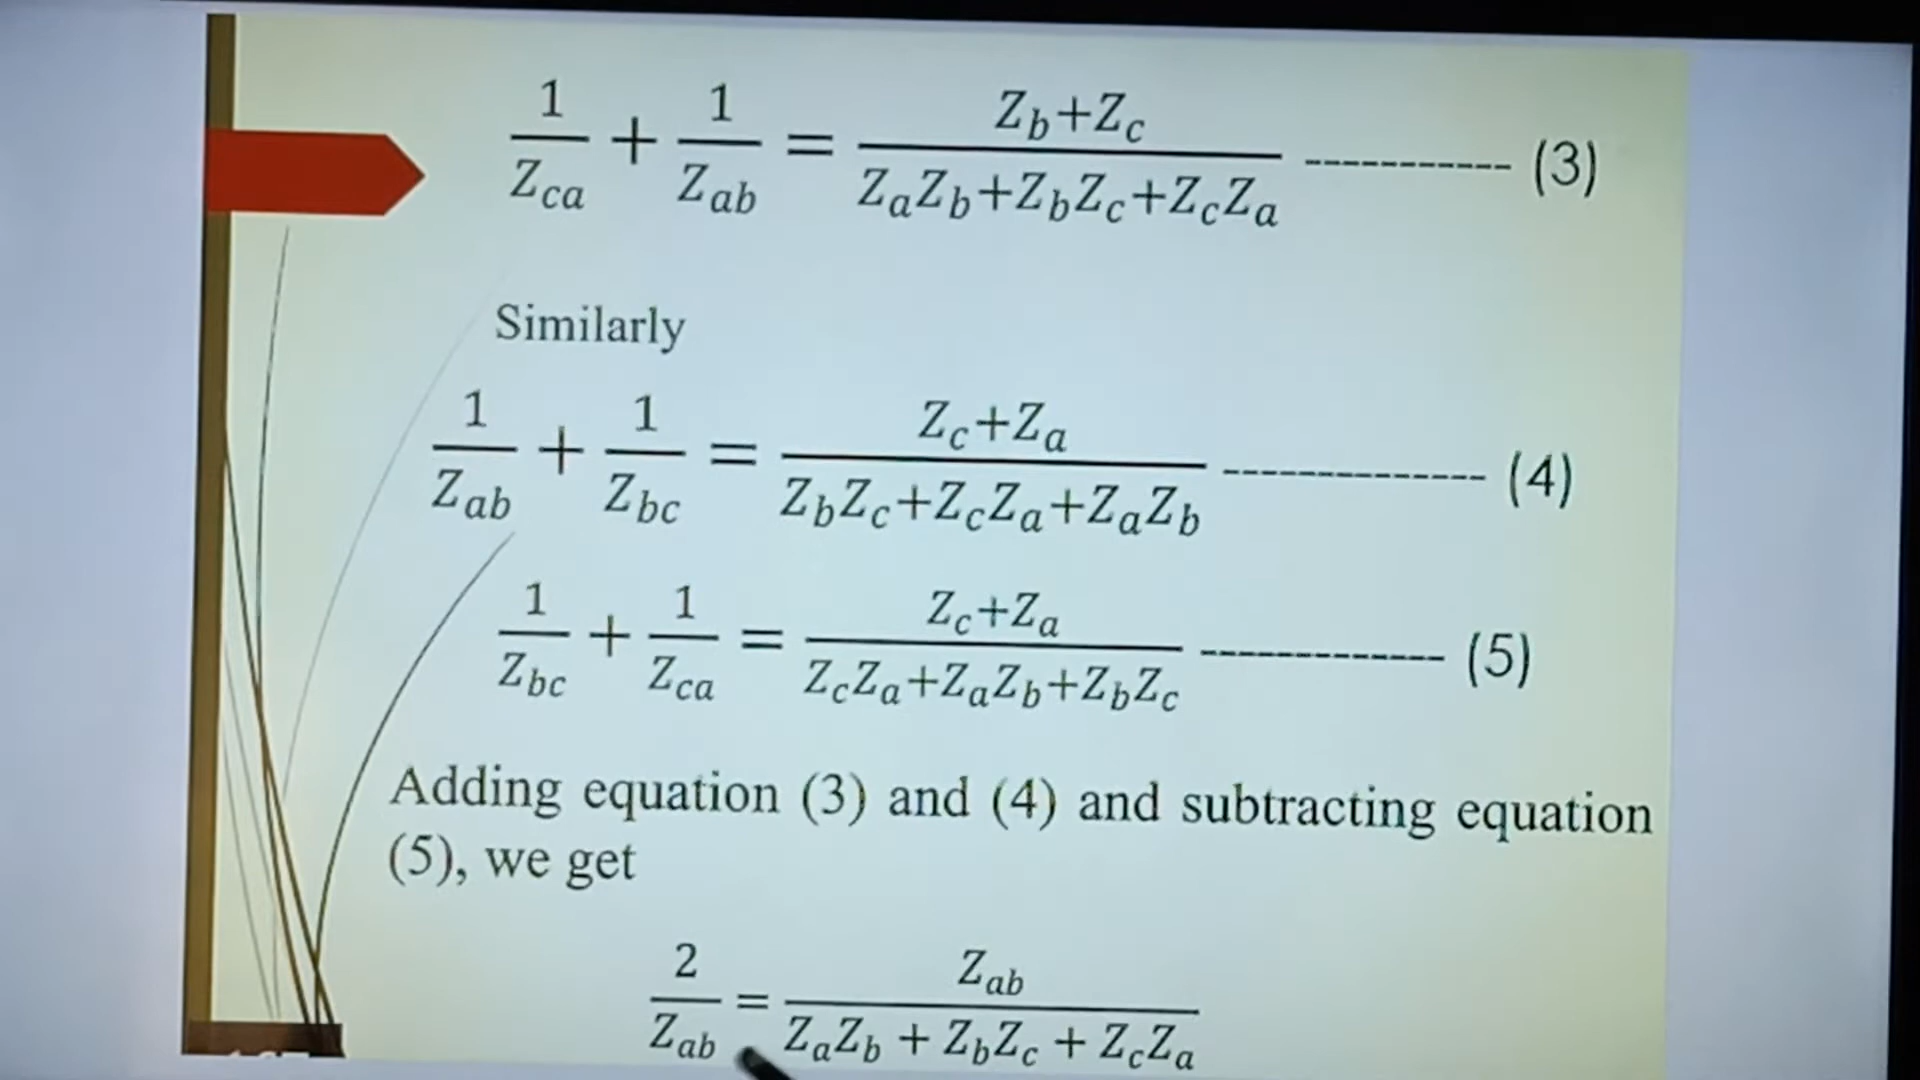 1/Z_ca + 1/Z_ab = (Z_b+Z_c)/(Z_aZ_b+Z_bZ_c+Z_cZ_a) ----------- (3)
Similarly
1/Z_ab + 1/Z_bc = (Z_c+Z_a)/(Z_bZ_c+Z_cZ_a+Z_aZ_b) ------------- (4)
1/Z_bc + 1/Z_ca = (Z_c+Z_a)/(Z_cZ_a+Z_aZ_b+Z_bZ_c) ------------- (5)
Adding equation (3) and (4) and subtracting equation
(5), we get
2/Z_ab = Z_ab/(Z_aZ_b + Z_bZ_c + Z_cZ_a)